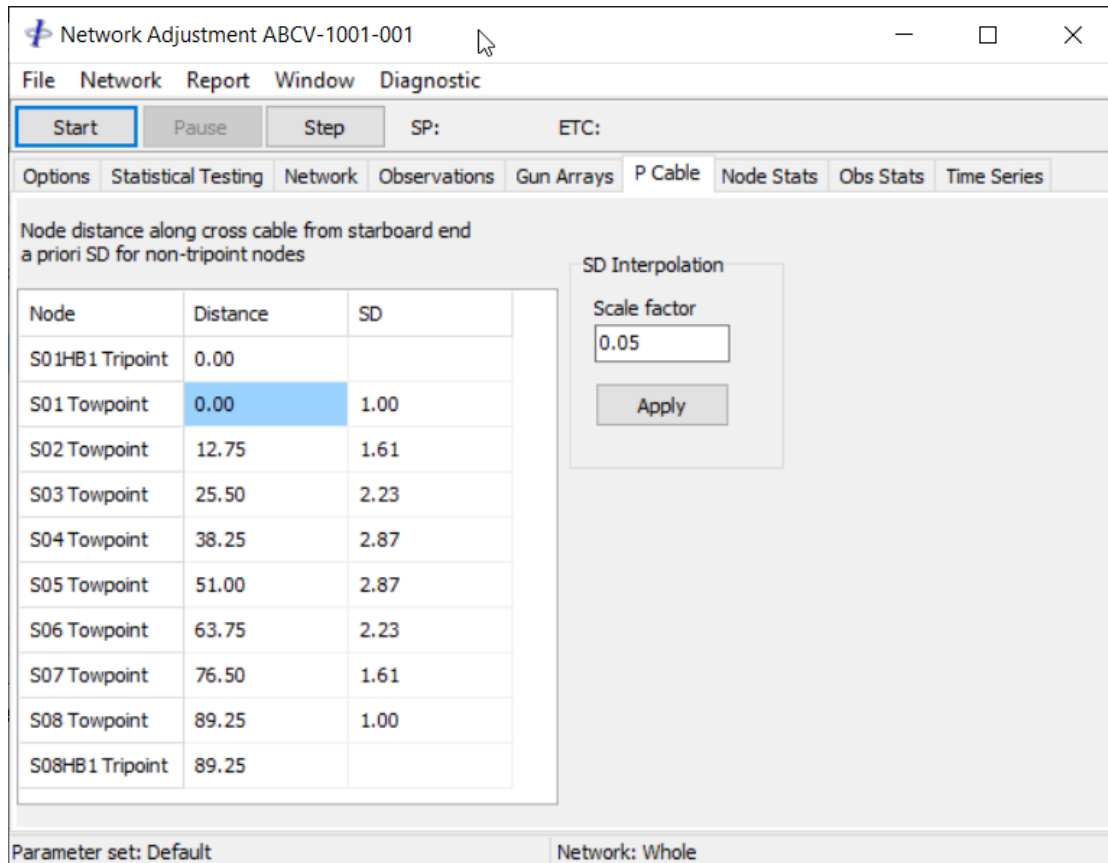 Network Adjustment ABCV-1001-001
File Network Report Window Diagnostic
Start Pause Step SP: ETC:
Options Statistical Testing Network Observations Gun Arrays P Cable Node Stats Obs Stats Time Series
Node distance along cross cable from starboard end
a priori SD for non-tripoint nodes
Node Distance SD
S01HB1 Tripoint 0.00
S01 Towpoint 0.00 1.00
S02 Towpoint 12.75 1.61
S03 Towpoint 25.50 2.23
S04 Towpoint 38.25 2.87
S05 Towpoint 51.00 2.87
S06 Towpoint 63.75 2.23
S07 Towpoint 76.50 1.61
S08 Towpoint 89.25 1.00
S08HB1 Tripoint 89.25
SD Interpolation
Scale factor
0.05
Apply
Parameter set: Default
Network: Whole